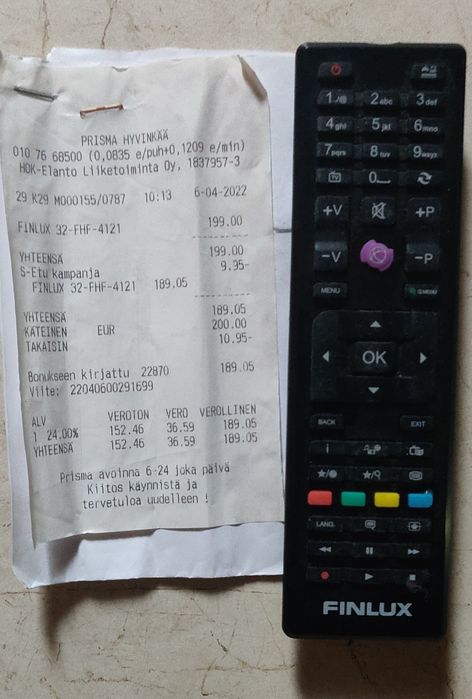 PRISMA HYVINKÄÄ
010 76 68500 (0,0835 e/puh+0,1209 e/min)
HOK-Elanto Liiketoiminta Oy, 1837957-3
29 K29 M000155/0787 10:13 6-04-2022
FINLUX 32-FHF-4121 199.00
YHTEENSÄ 199.00
S-Etu kampanja 9.95-
FINLUX 32-FHF-4121 189.05
YHTEENSÄ 189.05
KÄTEINEN EUR 200.00
TAKAISIN 10.95-
Bonukseen kirjattu 22870 189.05
Viite: 22040600291699
ALV VEROTON VERO VEROLLINEN
1 24.00% 152.46 36.59 189.05
YHTEENSÄ 152.46 36.59 189.05
Prisma avoinna 6-24 joka päivä
Kiitos käynnistä ja
tervetuloa uudelleen !
1./@ 2abc 3def
4ghi 5jkl 6mno
7pqrs 8tuv 9wxyz
TV 0
+V +P
-V -P
MENU Q.MENU
OK
BACK EXIT
i
LANG.
FINLUX